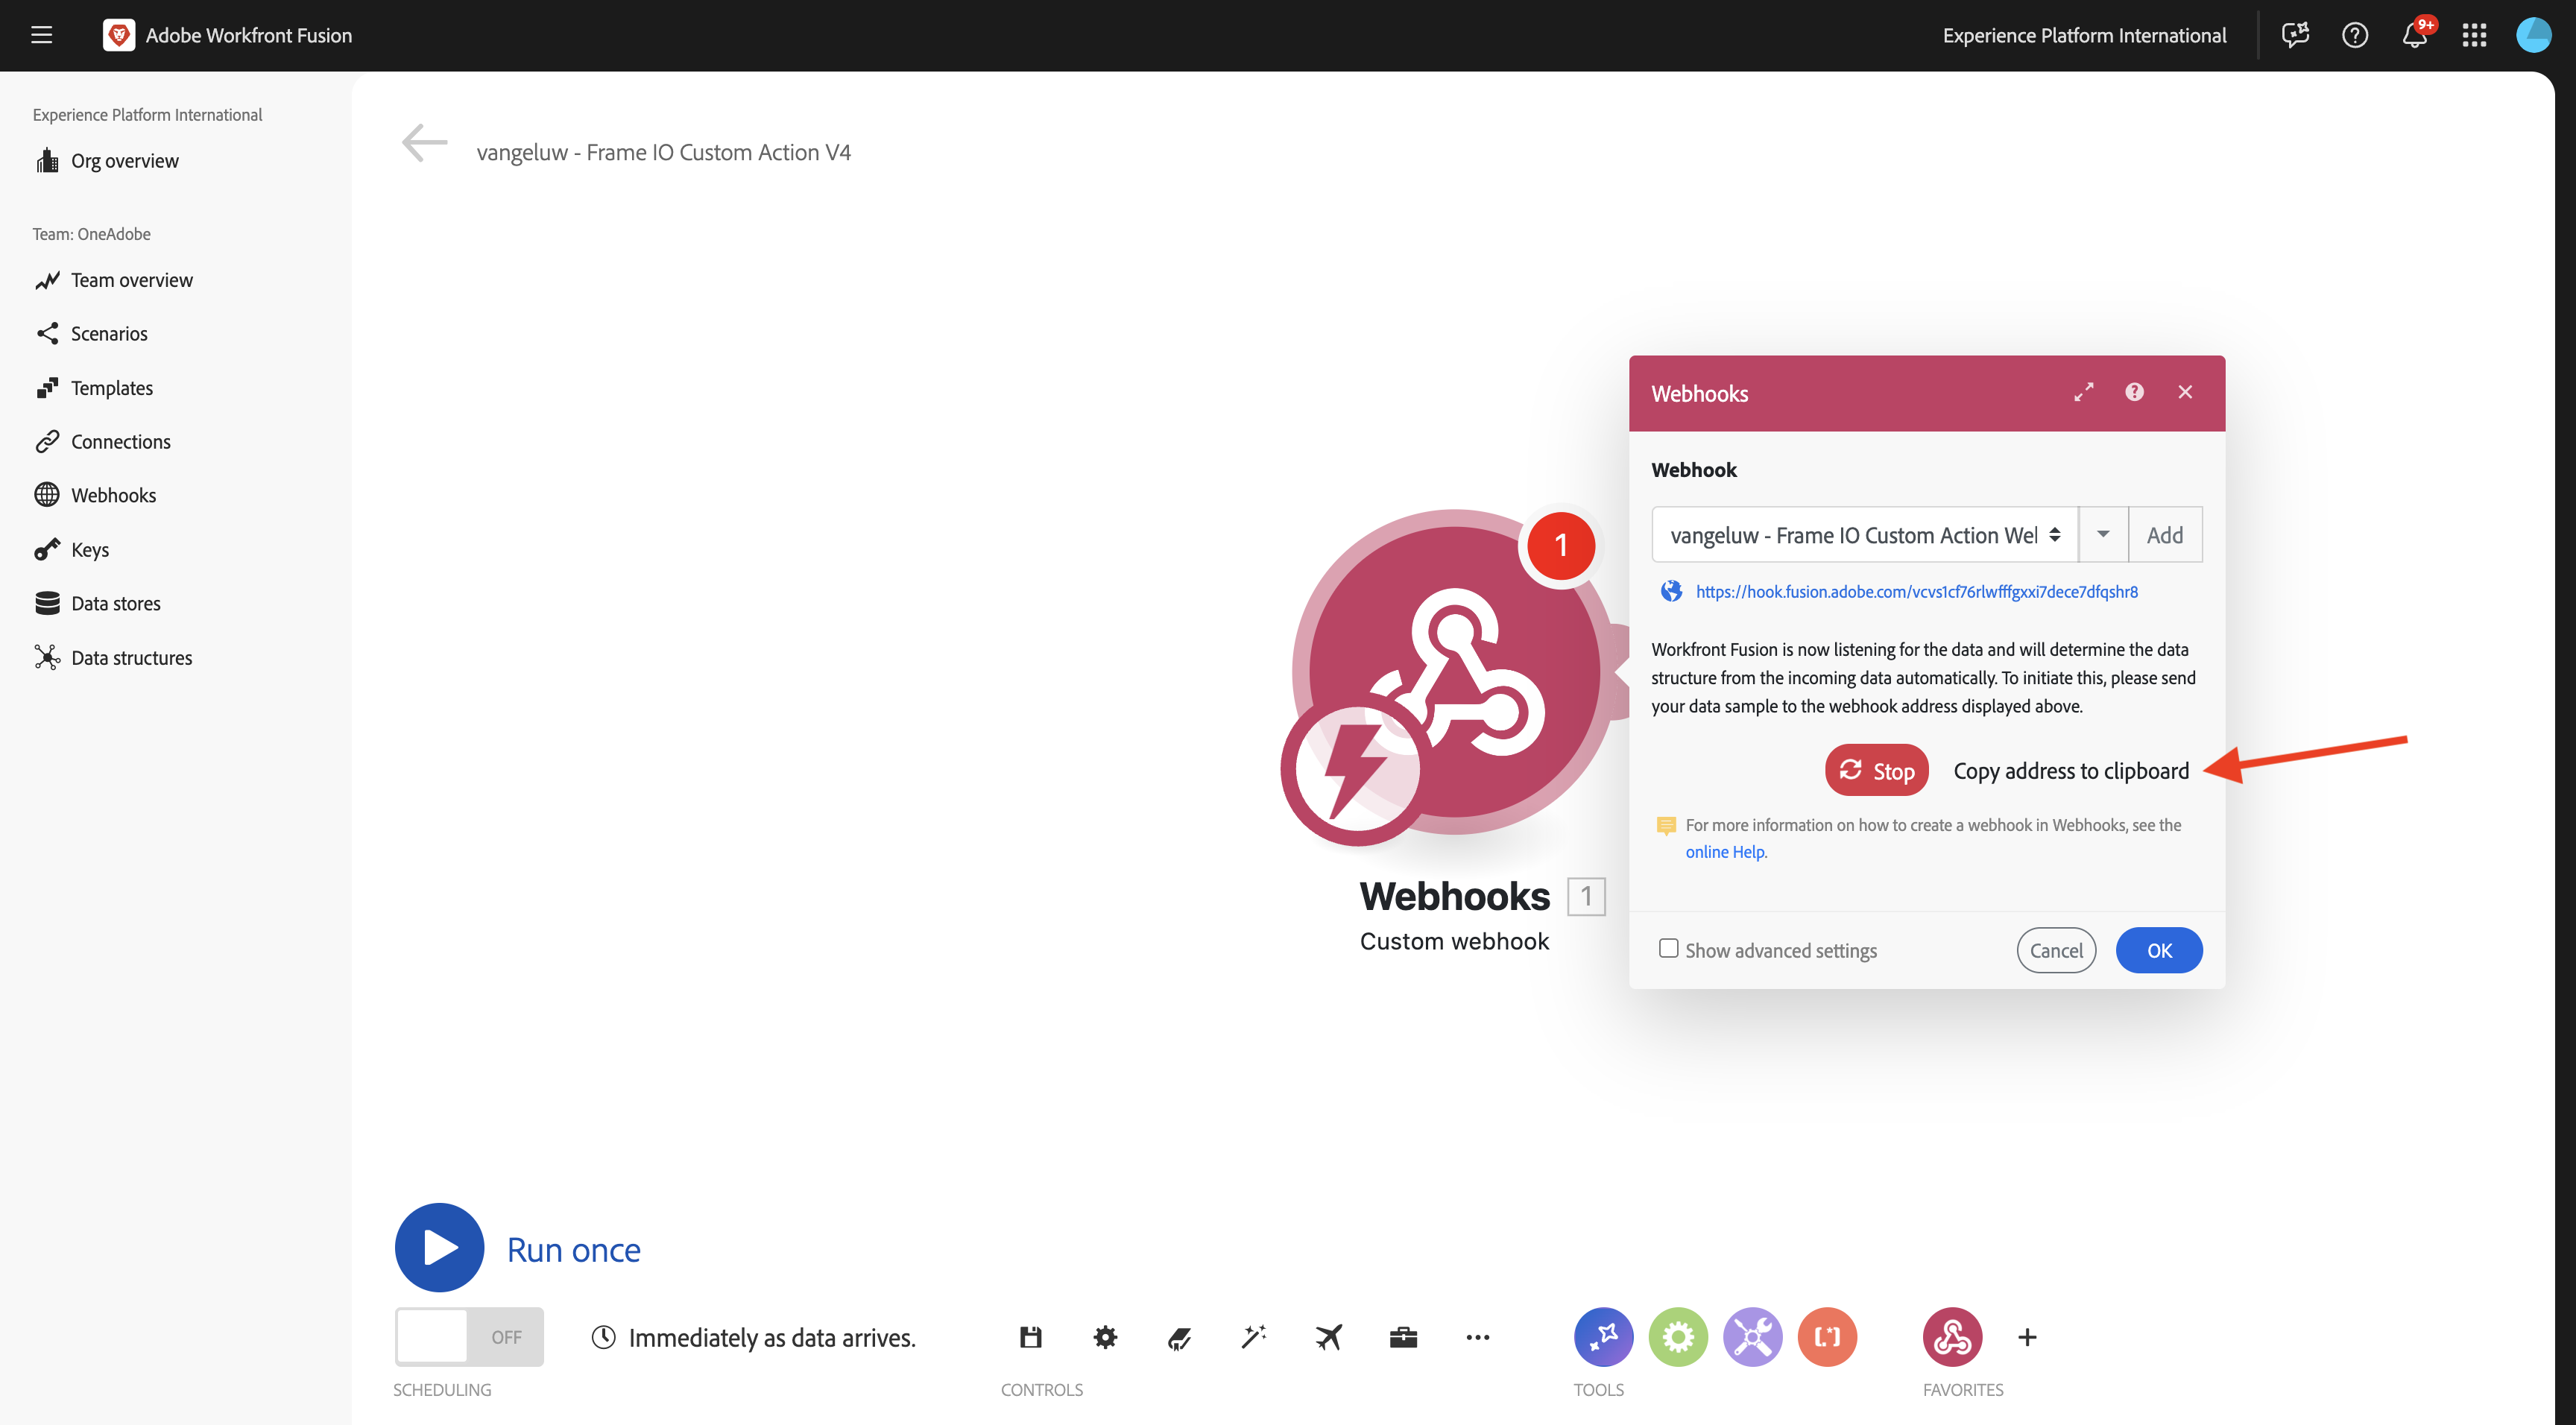 Adobe Workfront Fusion
Experience Platform International
9+
Experience Platform International
Org overview
Team: OneAdobe
Team overview
Scenarios
Templates
Connections
Webhooks
Keys
Data stores
Data structures
vangeluw - Frame IO Custom Action V4
1
Webhooks 1
Custom webhook
Webhooks
Webhook
vangeluw - Frame IO Custom Action Wel
Add
https://hook.fusion.adobe.com/vcvs1cf76rlwfffgxxi7dece7dfqshr8
Workfront Fusion is now listening for the data and will determine the data
structure from the incoming data automatically. To initiate this, please send
your data sample to the webhook address displayed above.
Stop Copy address to clipboard
For more information on how to create a webhook in Webhooks, see the
online Help.
Show advanced settings
Cancel
OK
Run once
OFF
Immediately as data arrives.
SCHEDULING
CONTROLS
TOOLS
FAVORITES